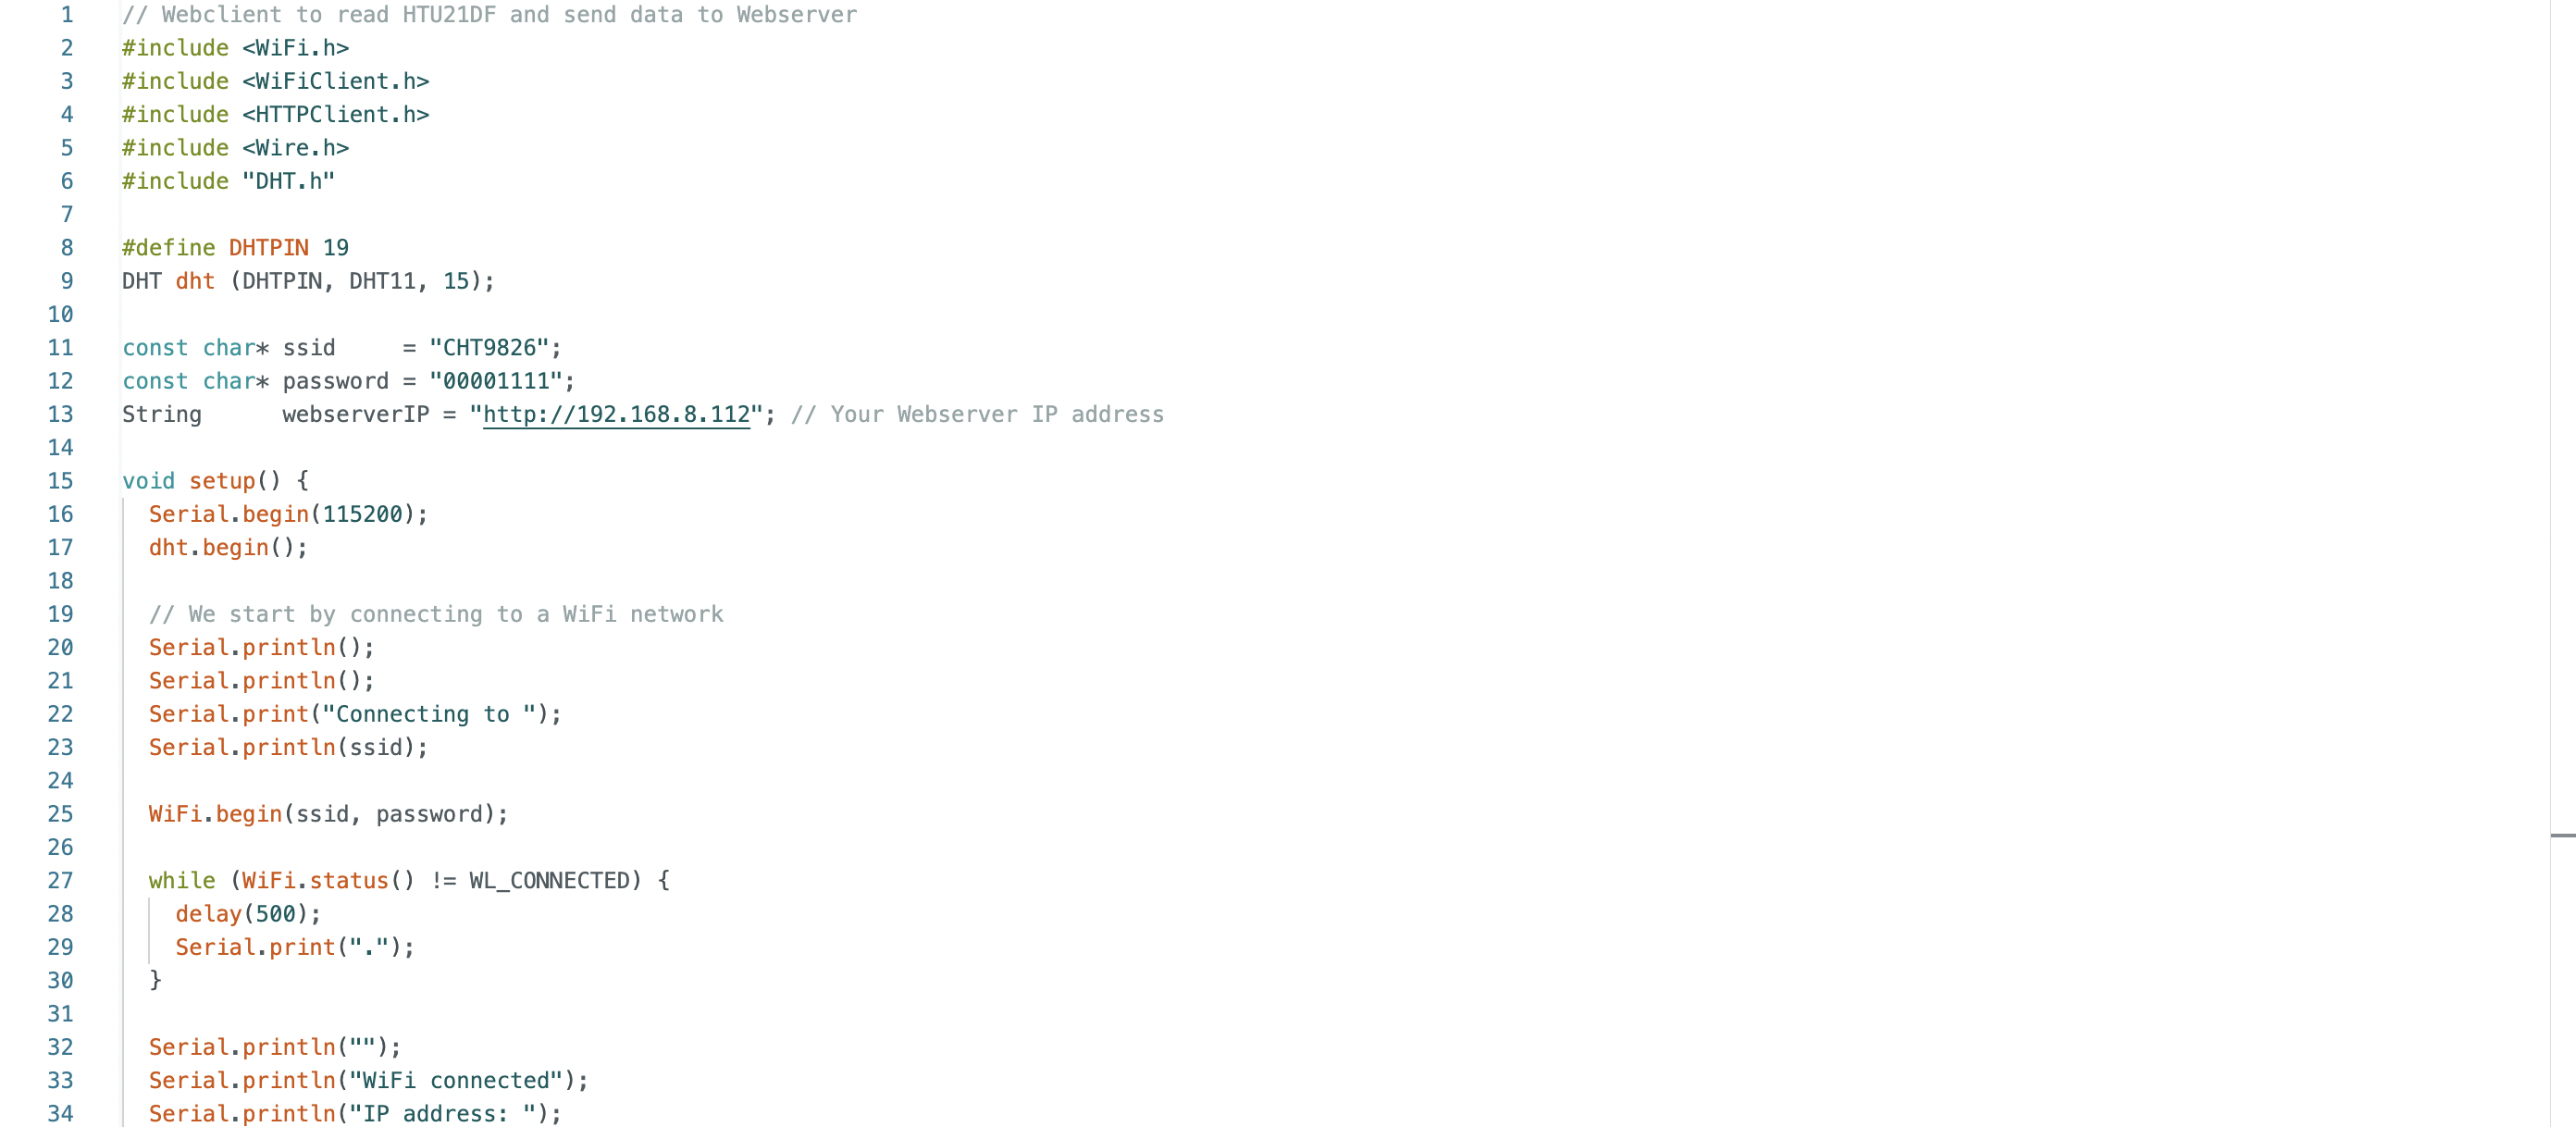 1 // Webclient to read HTU21DF and send data to Webserver
2 #include <WiFi.h>
3 #include <WiFiClient.h>
4 #include <HTTPClient.h>
5 #include <Wire.h>
6 #include "DHT.h"
7
8 #define DHTPIN 19
9 DHT dht (DHTPIN, DHT11, 15);
10
11 const char* ssid     = "CHT9826";
12 const char* password = "00001111";
13 String      webserverIP = "http://192.168.8.112"; // Your Webserver IP address
14
15 void setup() {
16   Serial.begin(115200);
17   dht.begin();
18
19   // We start by connecting to a WiFi network
20   Serial.println();
21   Serial.println();
22   Serial.print("Connecting to ");
23   Serial.println(ssid);
24
25   WiFi.begin(ssid, password);
26
27   while (WiFi.status() != WL_CONNECTED) {
28     delay(500);
29     Serial.print(".");
30   }
31
32   Serial.println("");
33   Serial.println("WiFi connected");
34   Serial.println("IP address: ");